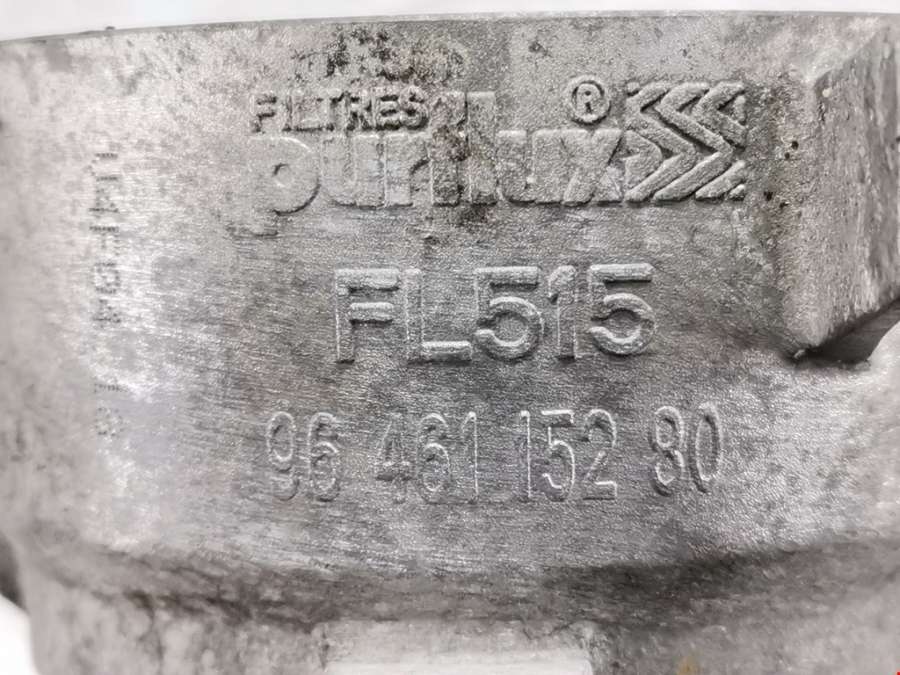 FILTRES
purflux®
FL515
96 461 152 80